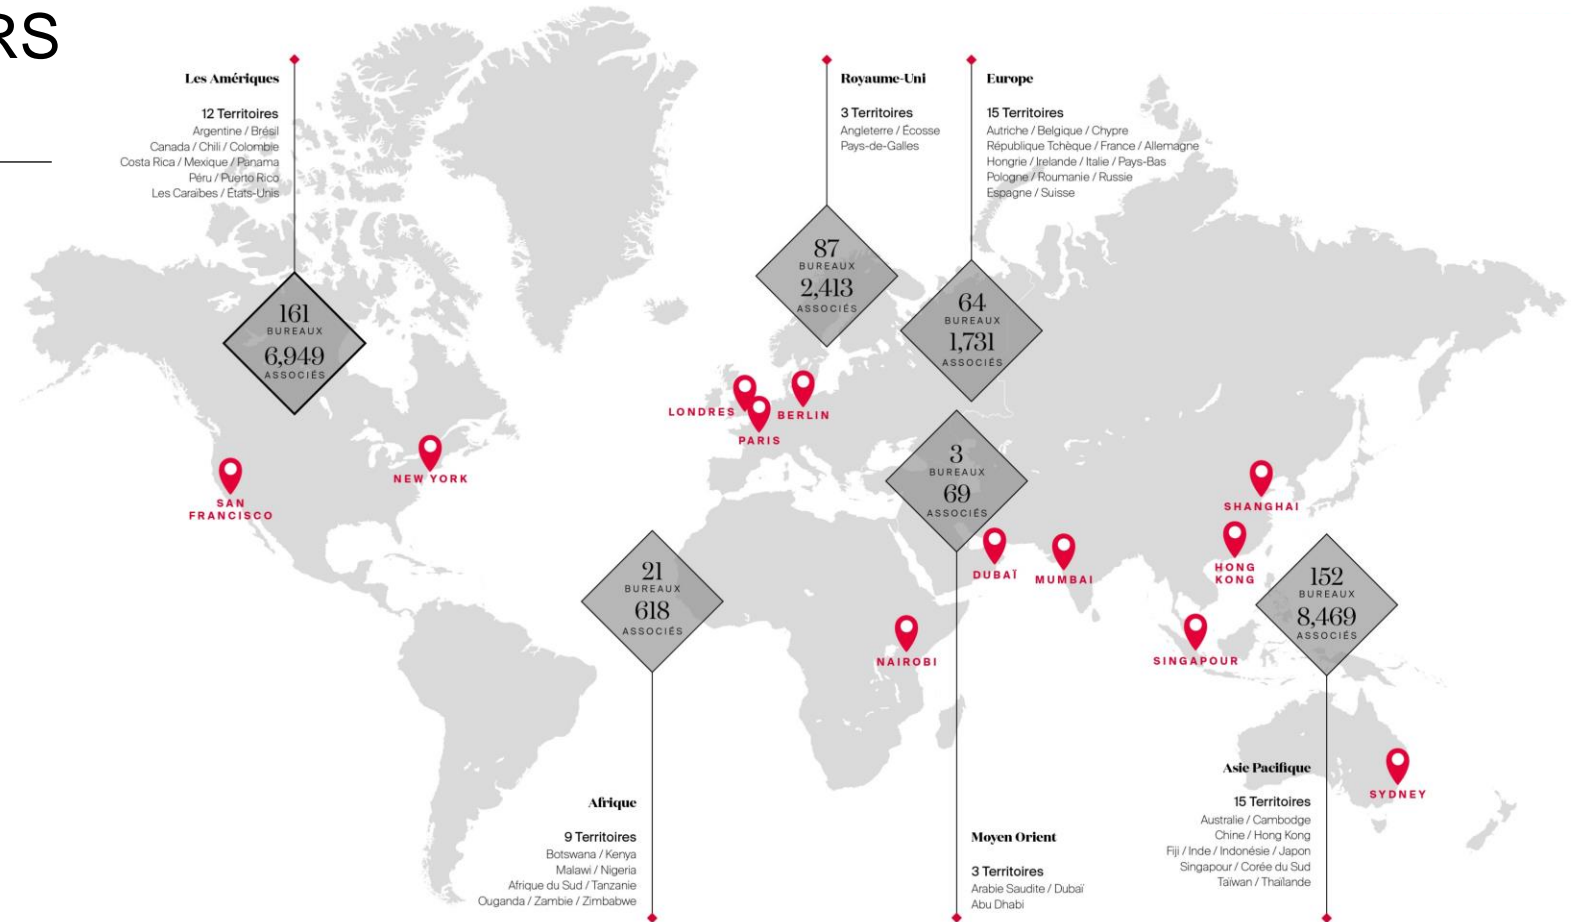 RS
Les Amériques
12 Territoires
Argentine / Brésil
Canada / Chili / Colombie
Costa Rica / Mexique / Panama
Péru / Puerto Rico
Les Caraïbes / États-Unis
161
BUREAUX
6,949
ASSOCIÉS
Royaume-Uni
3 Territoires
Angleterre / Écosse
Pays-de-Galles
87
BUREAUX
2,413
ASSOCIÉS
Europe
15 Territoires
Autriche / Belgique / Chypre
République Tchèque / France / Allemagne
Hongrie / Irelande / Italie / Pays-Bas
Pologne / Roumanie / Russie
Espagne / Suisse
64
BUREAUX
1,731
ASSOCIÉS
LONDRES
PARIS
BERLIN
SAN
FRANCISCO
NEW YORK
3
BUREAUX
69
ASSOCIÉS
21
BUREAUX
618
ASSOCIÉS
DUBAÏ
MUMBAI
SHANGHAI
HONG
KONG
152
BUREAUX
8,469
ASSOCIÉS
NAIROBI
SINGAPOUR
SYDNEY
Afrique
9 Territoires
Botswana / Kenya
Malawi / Nigeria
Afrique du Sud / Tanzanie
Ouganda / Zambie / Zimbabwe
Moyen Orient
3 Territoires
Arabie Saudite / Dubaï
Abu Dhabi
Asie Pacifique
15 Territoires
Australie / Cambodge
Chine / Hong Kong
Fiji / Inde / Indonésie / Japon
Singapour / Corée du Sud
Taïwan / Thaïlande